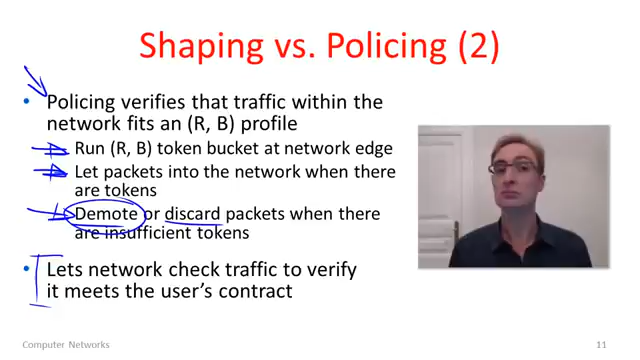 Shaping vs. Policing (2)
• Policing verifies that traffic within the
network fits an (R, B) profile
Run (R, B) token bucket at network edge
Let packets into the network when there
are tokens
Demote or discard packets when there
are insufficient tokens
• Lets network check traffic to verify
it meets the user's contract
Computer Networks
11